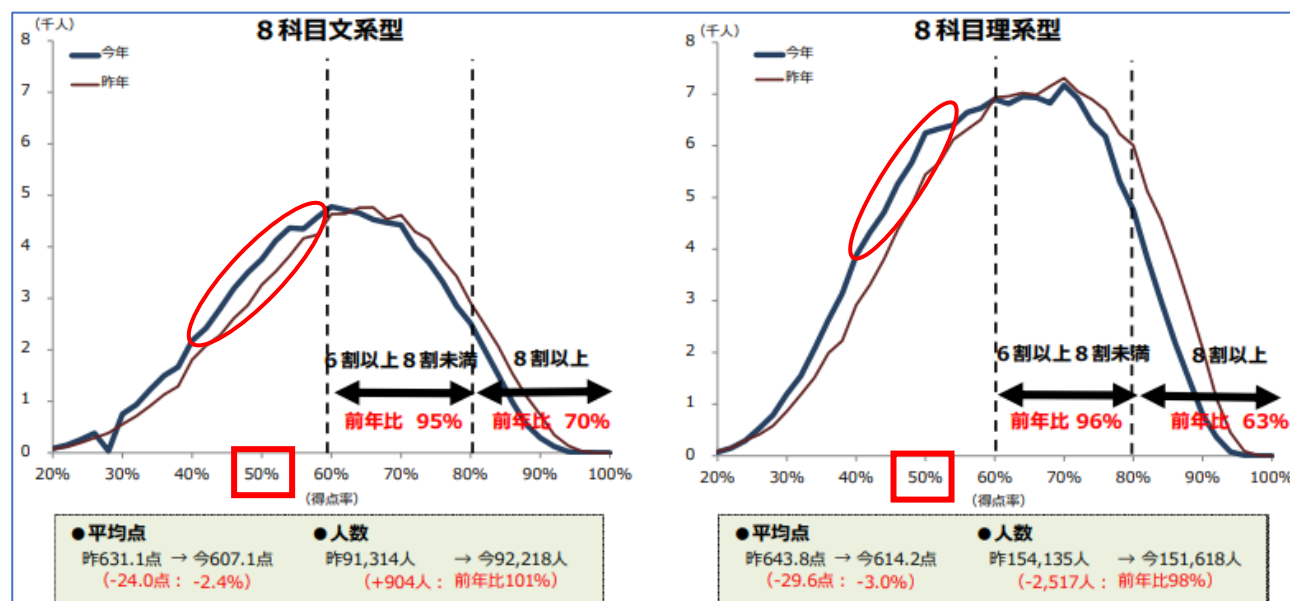 8科目文系型
（千人）
今年
昨年
8
7
6
5
4
3
2
1
0
6割以上8割未満
8割以上
前年比 95%
前年比 70%
20%
30%
40%
50%
60%
70%
80%
90%
100%
（得点率）
●平均点
●人数
昨631.1点 → 今607.1点
昨91,314人 → 今92,218人
（-24.0点： -2.4%）
（+904人： 前年比101%）
8科目理系型
（千人）
今年
昨年
8
7
6
5
4
3
2
1
0
6割以上8割未満
8割以上
前年比 96%
前年比 63%
20%
30%
40%
50%
60%
70%
80%
90%
100%
（得点率）
●平均点
●人数
昨643.8点 → 今614.2点
昨154,135人 → 今151,618人
（-29.6点： -3.0%）
（-2,517人： 前年比98%）